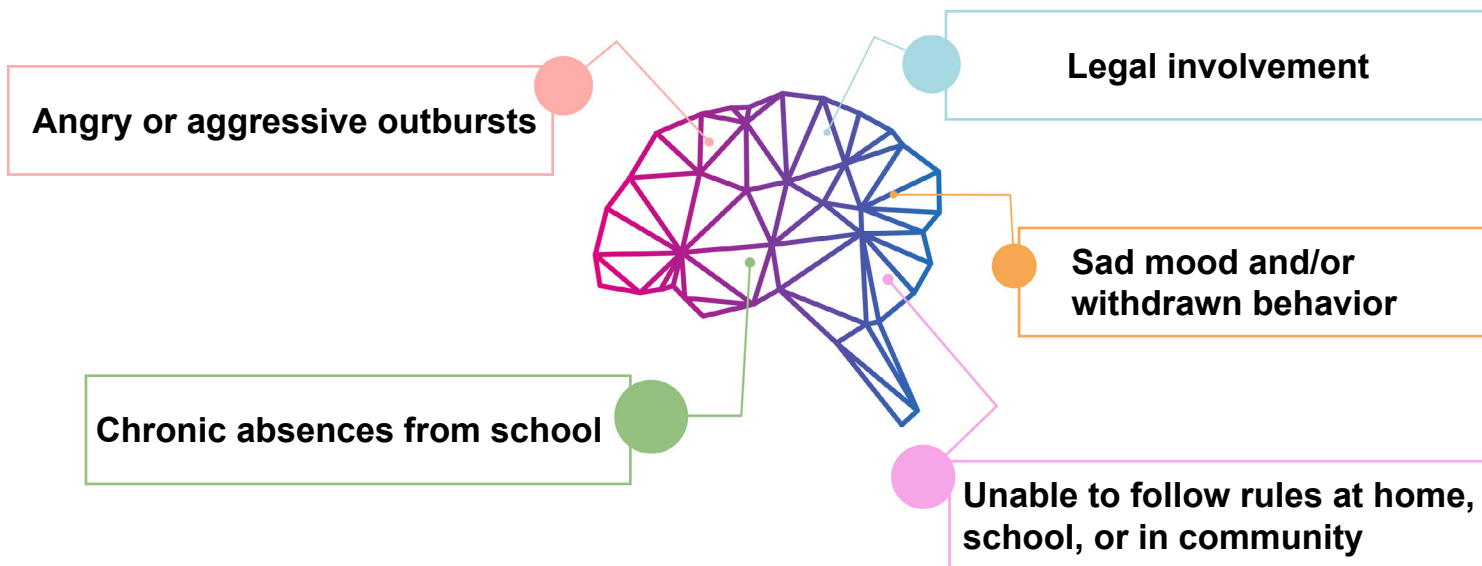 Legal involvement
Angry or aggressive outbursts
Sad mood and/or
withdrawn behavior
Chronic absences from school
Unable to follow rules at home,
school, or in community